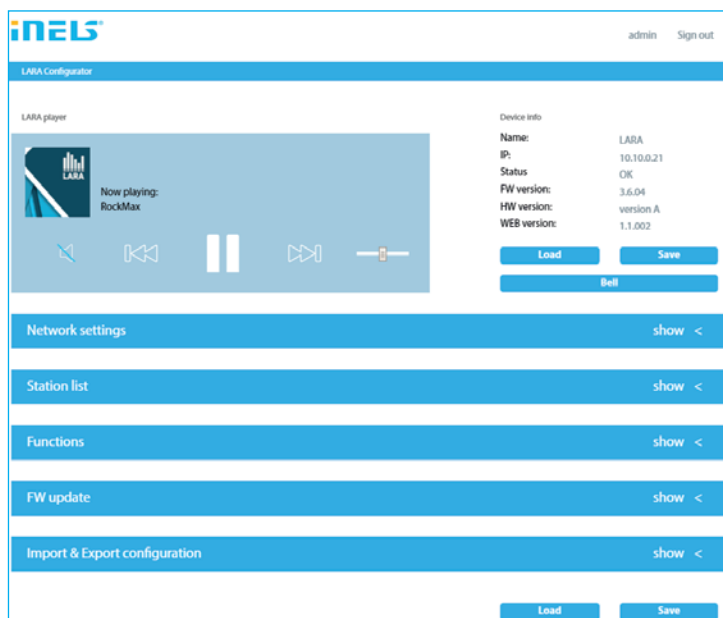 iNELS
admin Sign out
LARA Configurator
LARA player
LARA
Now playing:
RockMax
Device info
Name: LARA
IP: 10.10.0.21
Status OK
FW version: 3.6.04
HW version: version A
WEB version: 1.1.002
Load Save
Bell
Network settings show <
Station list show <
Functions show <
FW update show <
Import & Export configuration show <
Load Save